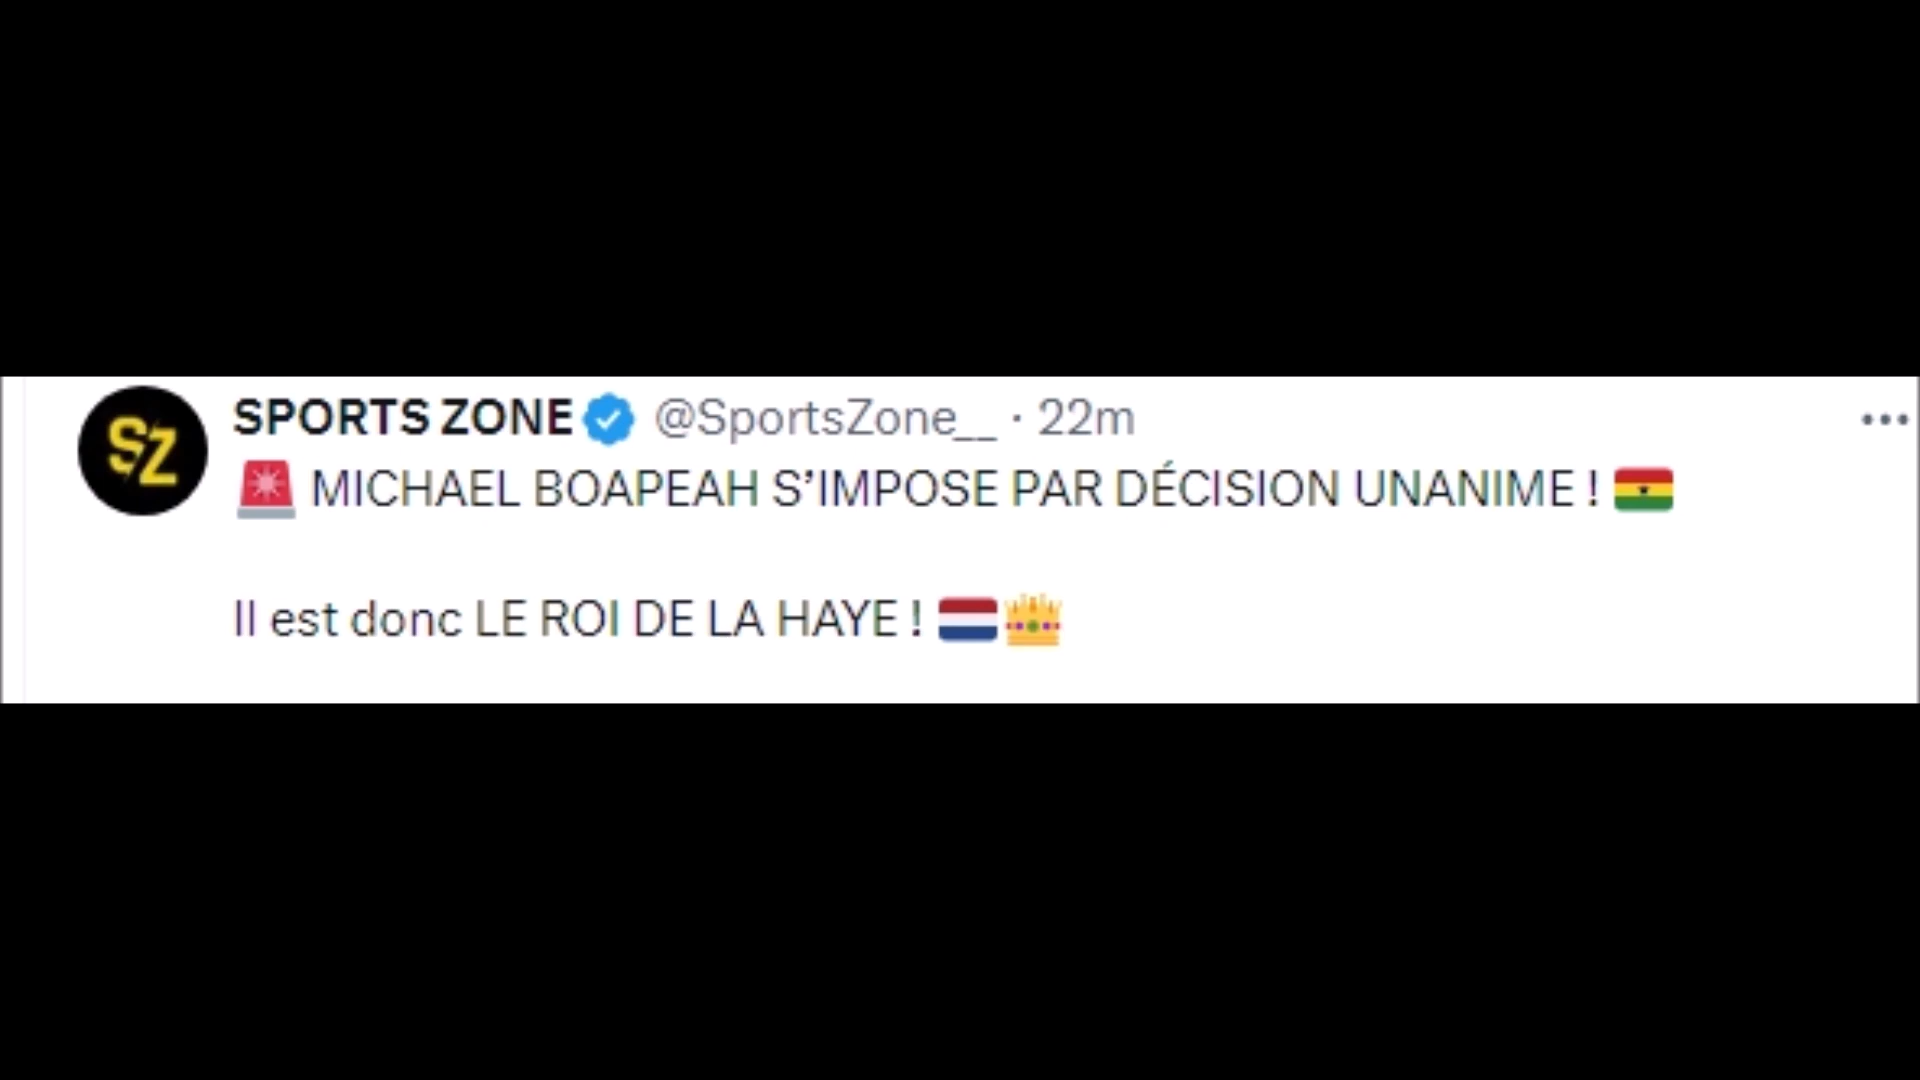 SZ
SPORTS ZONE @SportsZone__ · 22m
🚨 MICHAEL BOAPEAH S’IMPOSE PAR DÉCISION UNANIME ! 🇬🇭
Il est donc LE ROI DE LA HAYE ! 🇳🇱👑